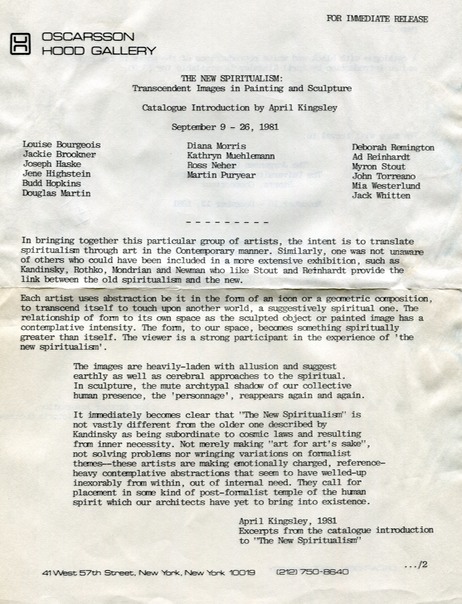 FOR IMMEDIATE RELEASE
OSCARSSON
HOOD GALLERY
THE NEW SPIRITUALISM:
Transcendent Images in Painting and Sculpture
Catalogue Introduction by April Kingsley
September 9 - 26, 1981
Louise Bourgeois
Jackie Brookner
Joseph Haske
Jene Highstein
Budd Hopkins
Douglas Martin
Diana Morris
Kathryn Muehlemann
Ross Neher
Martin Puryear
Deborah Remington
Ad Reinhardt
Myron Stout
John Torreano
Mia Westerlund
Jack Whitten
- - - - - - - - -
In bringing together this particular group of artists, the intent is to translate
spiritualism through art in the Contemporary manner. Similarly, one was not unaware
of others who could have been included in a more extensive exhibition, such as
Kandinsky, Rothko, Mondrian and Newman who like Stout and Reinhardt provide the
link between the old spiritualism and the new.
Each artist uses abstraction be it in the form of an icon or a geometric composition,
to transcend itself to touch upon another world, a suggestively spiritual one. The
relationship of form to its own space as the sculpted object or painted image has a
contemplative intensity. The form, to our space, becomes something spiritually
greater than itself. The viewer is a strong participant in the experience of 'the
new spiritualism'.
The images are heavily-laden with allusion and suggest
earthly as well as cerebral approaches to the spiritual.
In sculpture, the mute archtypal shadow of our collective
human presence, the 'personnage', reappears again and again.
It immediately becomes clear that "The New Spiritualism" is
not vastly different from the older one described by
Kandinsky as being subordinate to cosmic laws and resulting
from inner necessity. Not merely making "art for art's sake",
not solving problems nor wringing variations on formalist
themes--these artists are making emotionally charged, reference-
heavy contemplative abstractions that seem to have welled-up
inexorably from within, out of internal need. They call for
placement in some kind of post-formalist temple of the human
spirit which our architects have yet to bring into existence.
April Kingsley, 1981
Excerpts from the catalogue introduction
to "The New Spiritualism"
.../2
41 West 57th Street, New York, New York 10019 (212) 750-8640